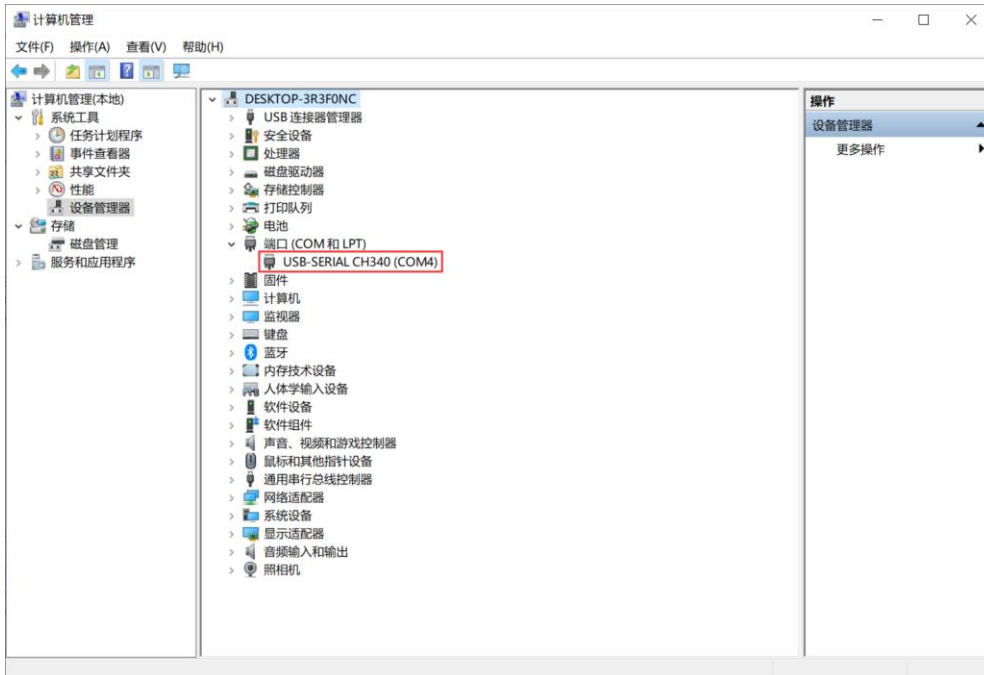 计算机管理
文件(F) 操作(A) 查看(V) 帮助(H)
计算机管理(本地)
系统工具
任务计划程序
事件查看器
共享文件夹
性能
设备管理器
存储
磁盘管理
服务和应用程序
DESKTOP-3R3F0NC
USB 连接器管理器
安全设备
处理器
磁盘驱动器
存储控制器
打印队列
电池
端口 (COM 和 LPT)
USB-SERIAL CH340 (COM4)
固件
计算机
监视器
键盘
蓝牙
内存技术设备
人体学输入设备
软件设备
软件组件
声音、视频和游戏控制器
鼠标和其他指针设备
通用串行总线控制器
网络适配器
系统设备
显示适配器
音频输入和输出
照相机
操作
设备管理器
更多操作